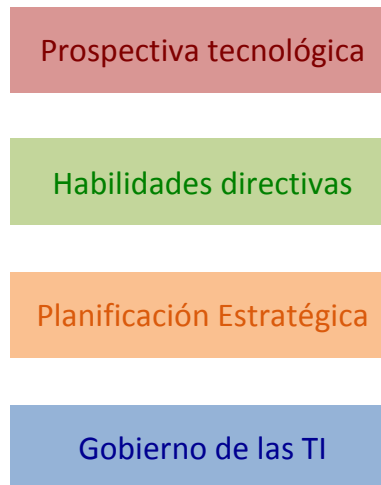 Prospectiva tecnológica
Habilidades directivas
Planificación Estratégica
Gobierno de las TI